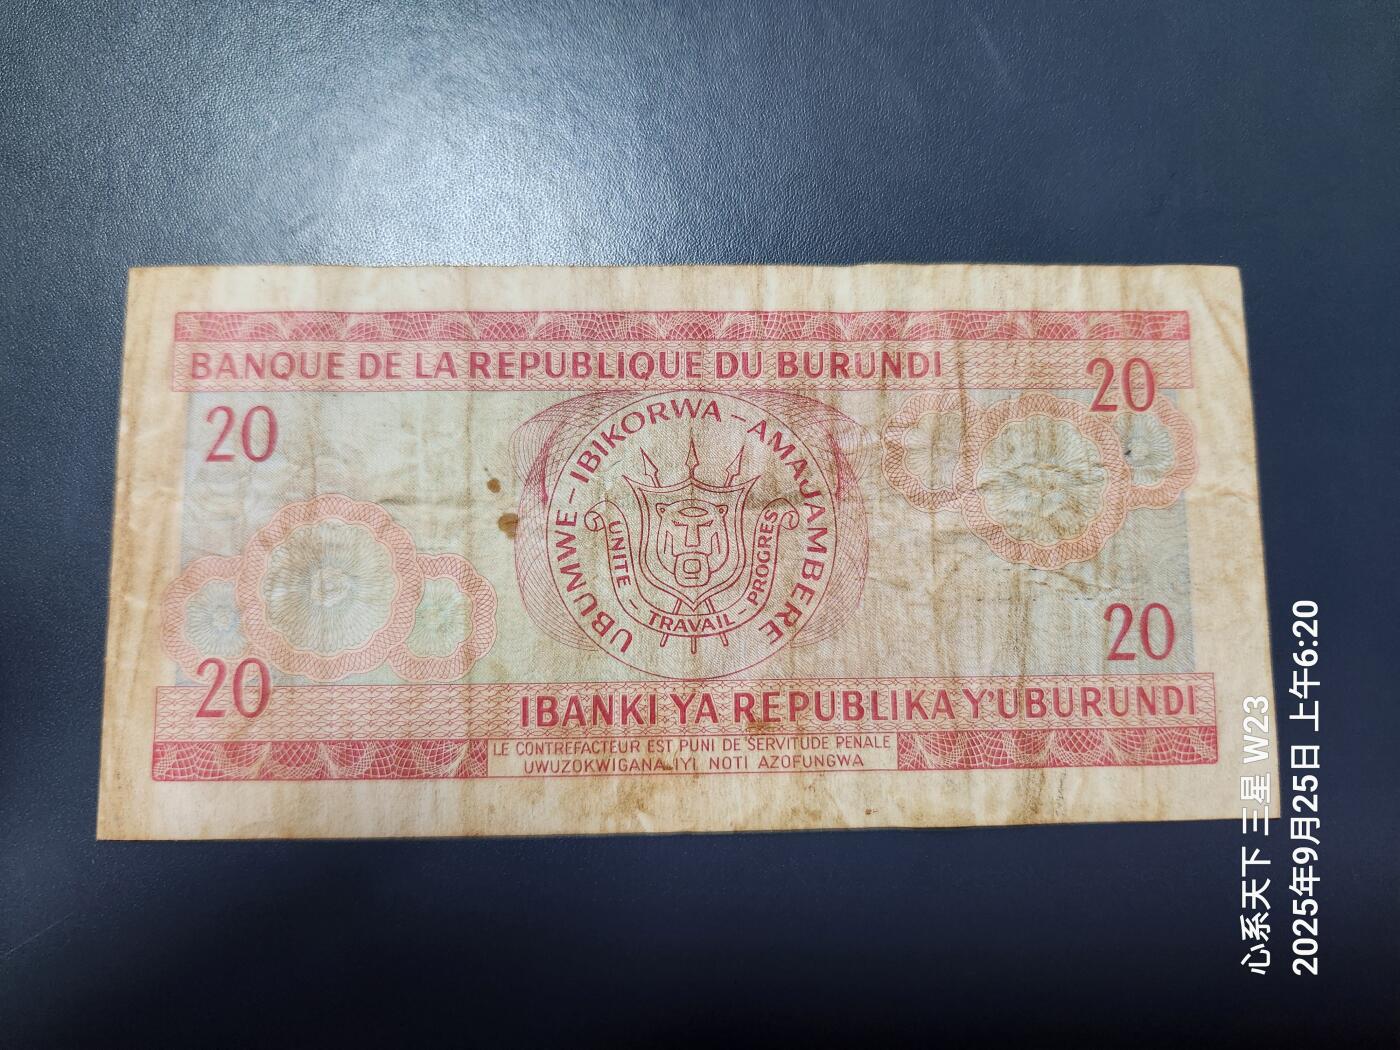 BANQUE DE LA REPUBLIQUE DU BURUNDI
20
20
UBUMWE - IBIKORWA - AMAJAMBERE
UNITE - TRAVAIL - PROGRES
20
20
IBANKI YA REPUBLIKA Y'UBURUNDI
LE CONTREFACTEUR EST PUNI DE SERVITUDE PENALE
UWUZOKWIGANA IYI NOTI AZOFUNGWA
心系天下 三星 W23
2025年9月25日 上午6:20